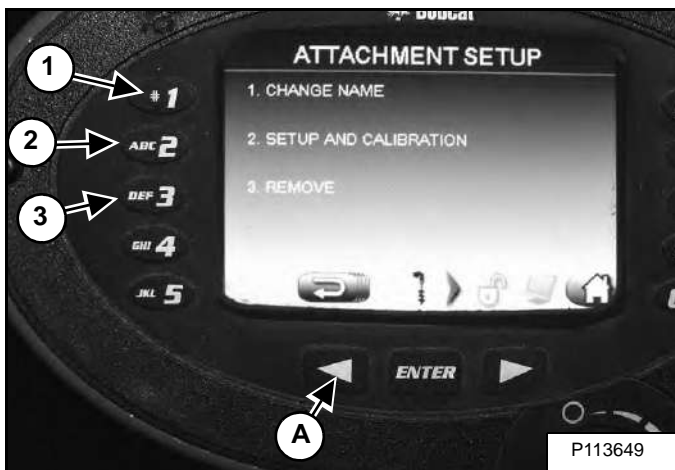 Bobcat
ATTACHMENT SETUP
1
# 1
1. CHANGE NAME
2
ABC 2
2. SETUP AND CALIBRATION
3
DEF 3
3. REMOVE
GHI 4
JKL 5
ENTER
A
P113649